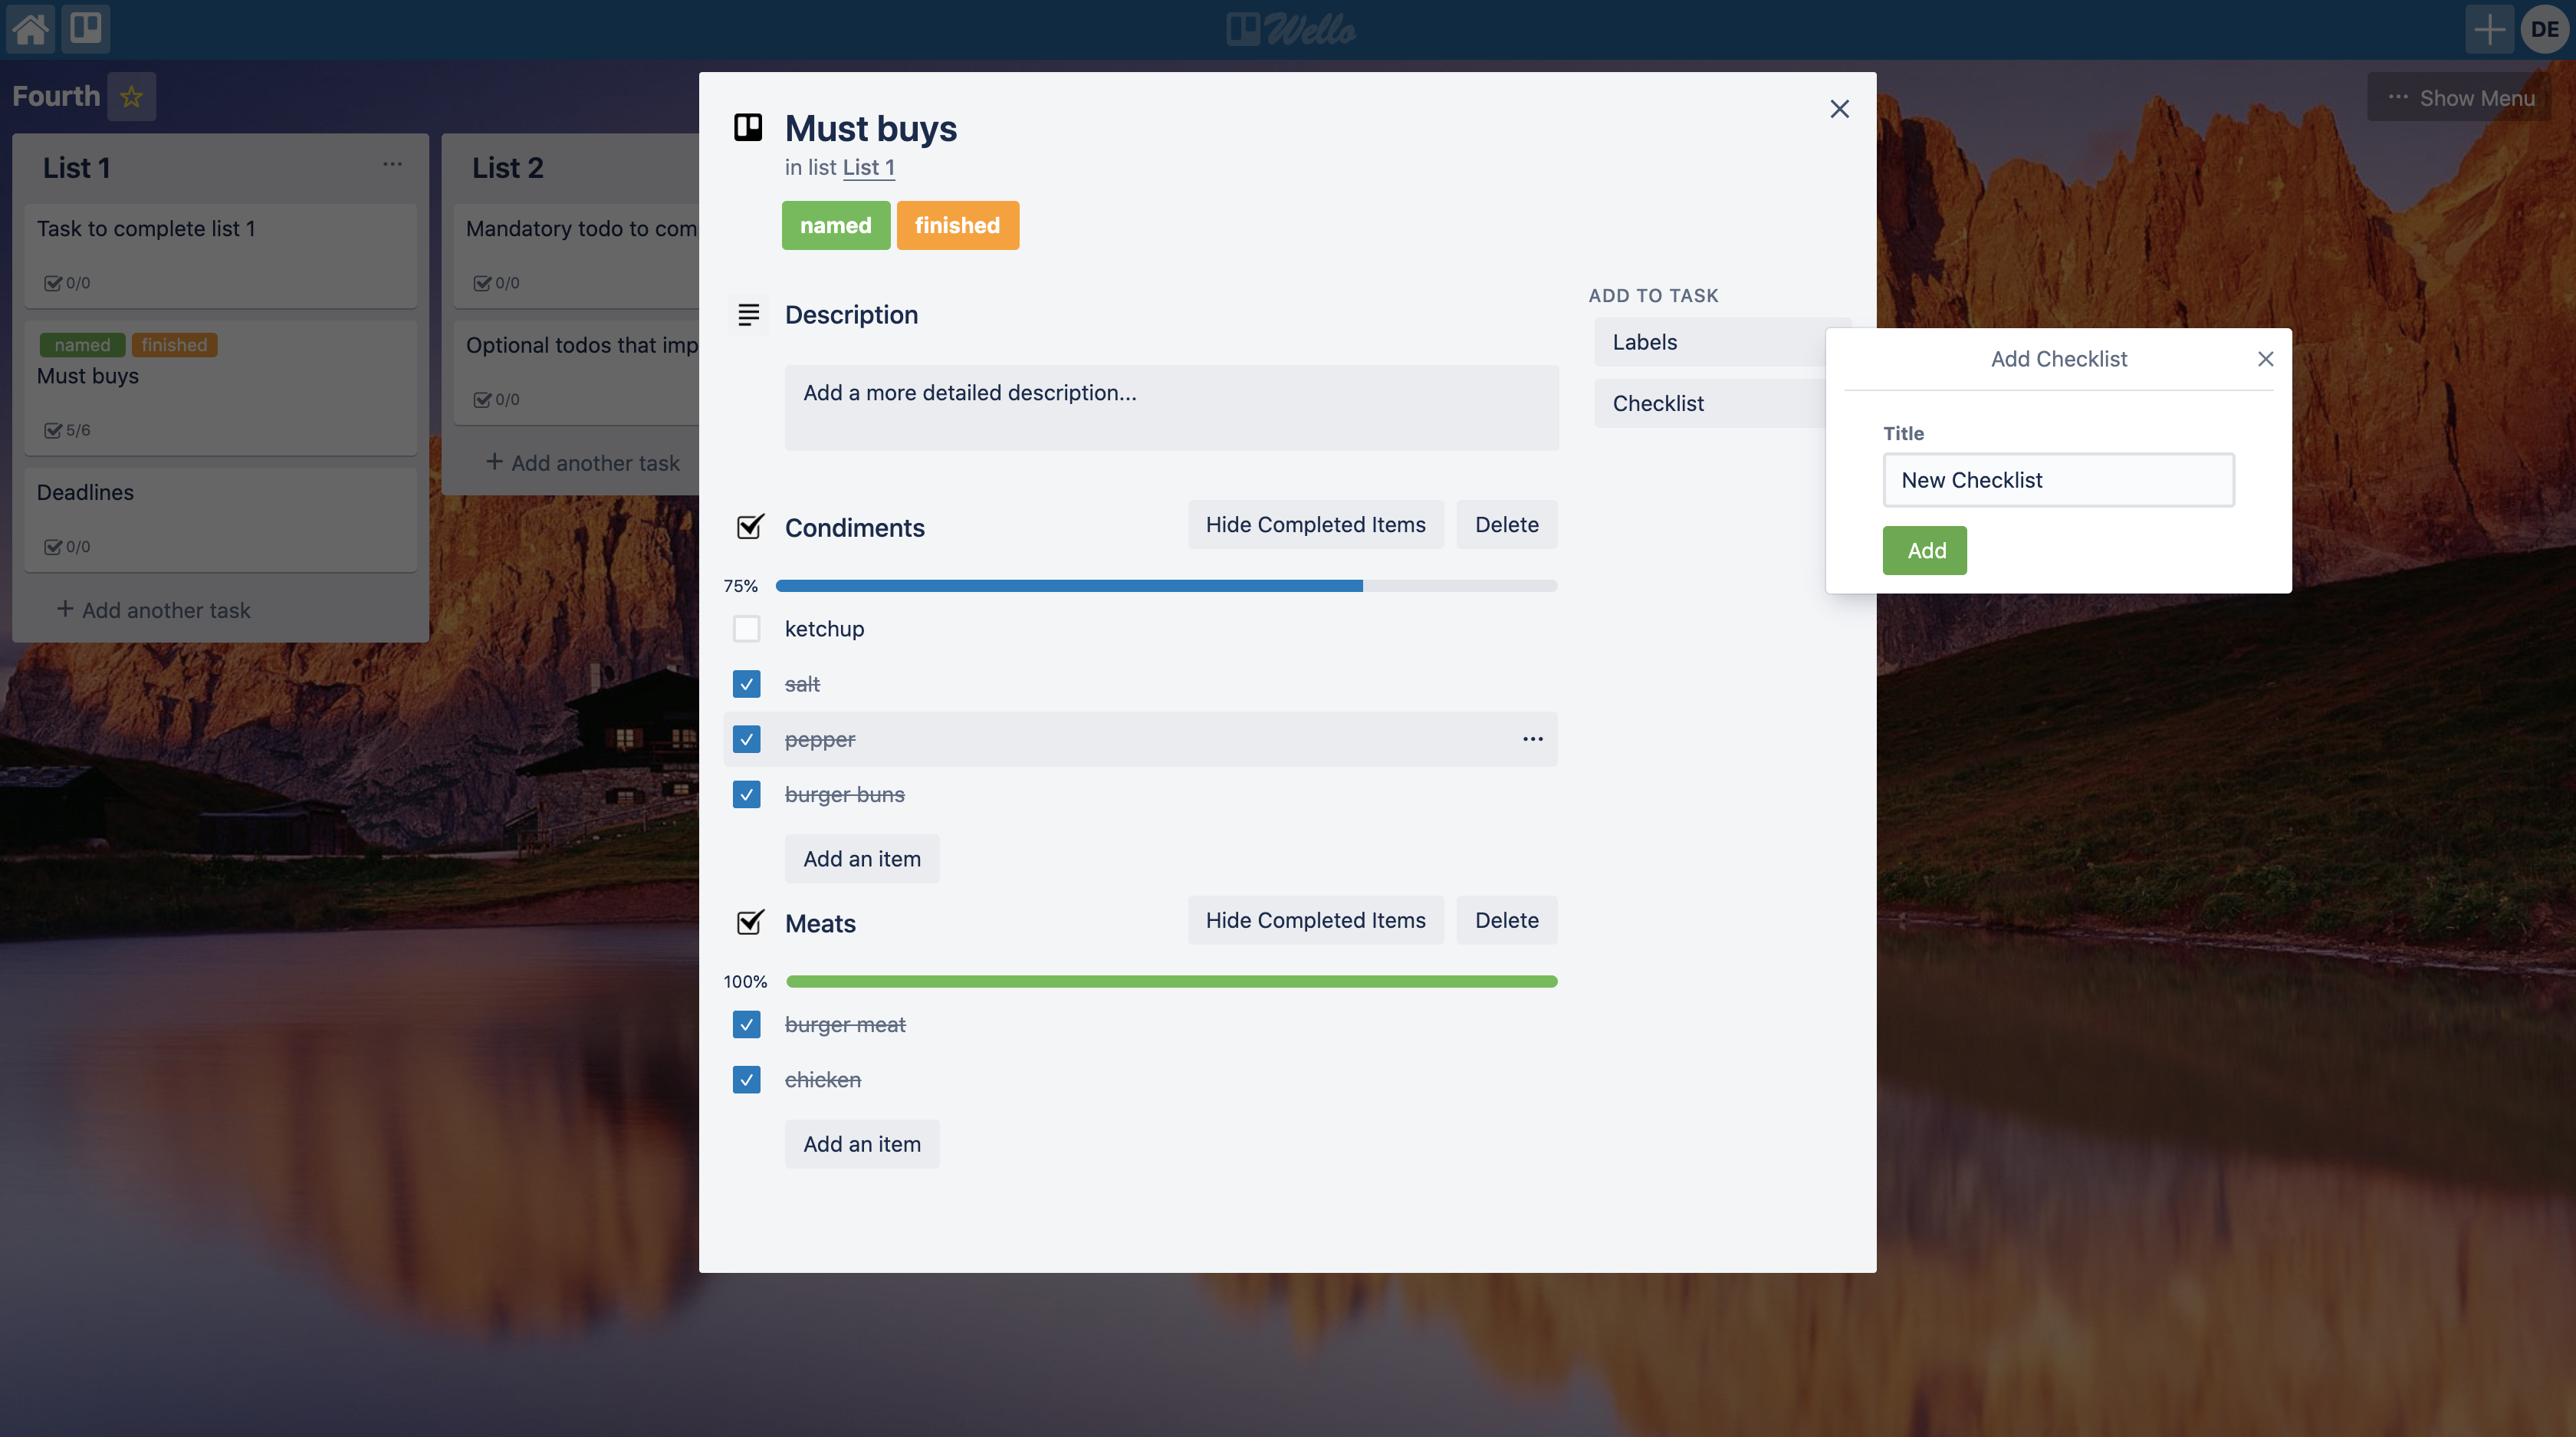 Wello
DE
Fourth
··· Show Menu
List 1
Task to complete list 1
0/0
named finished
Must buys
5/6
Deadlines
0/0
+ Add another task
List 2
Mandatory todo to com
0/0
Optional todos that imp
0/0
+ Add another task
Must buys
in list List 1
named finished
Description
Add a more detailed description...
Condiments
Hide Completed Items Delete
75%
ketchup
salt
pepper
burger buns
Add an item
Meats
Hide Completed Items Delete
100%
burger meat
chicken
Add an item
ADD TO TASK
Labels
Checklist
Add Checklist
Title
New Checklist
Add